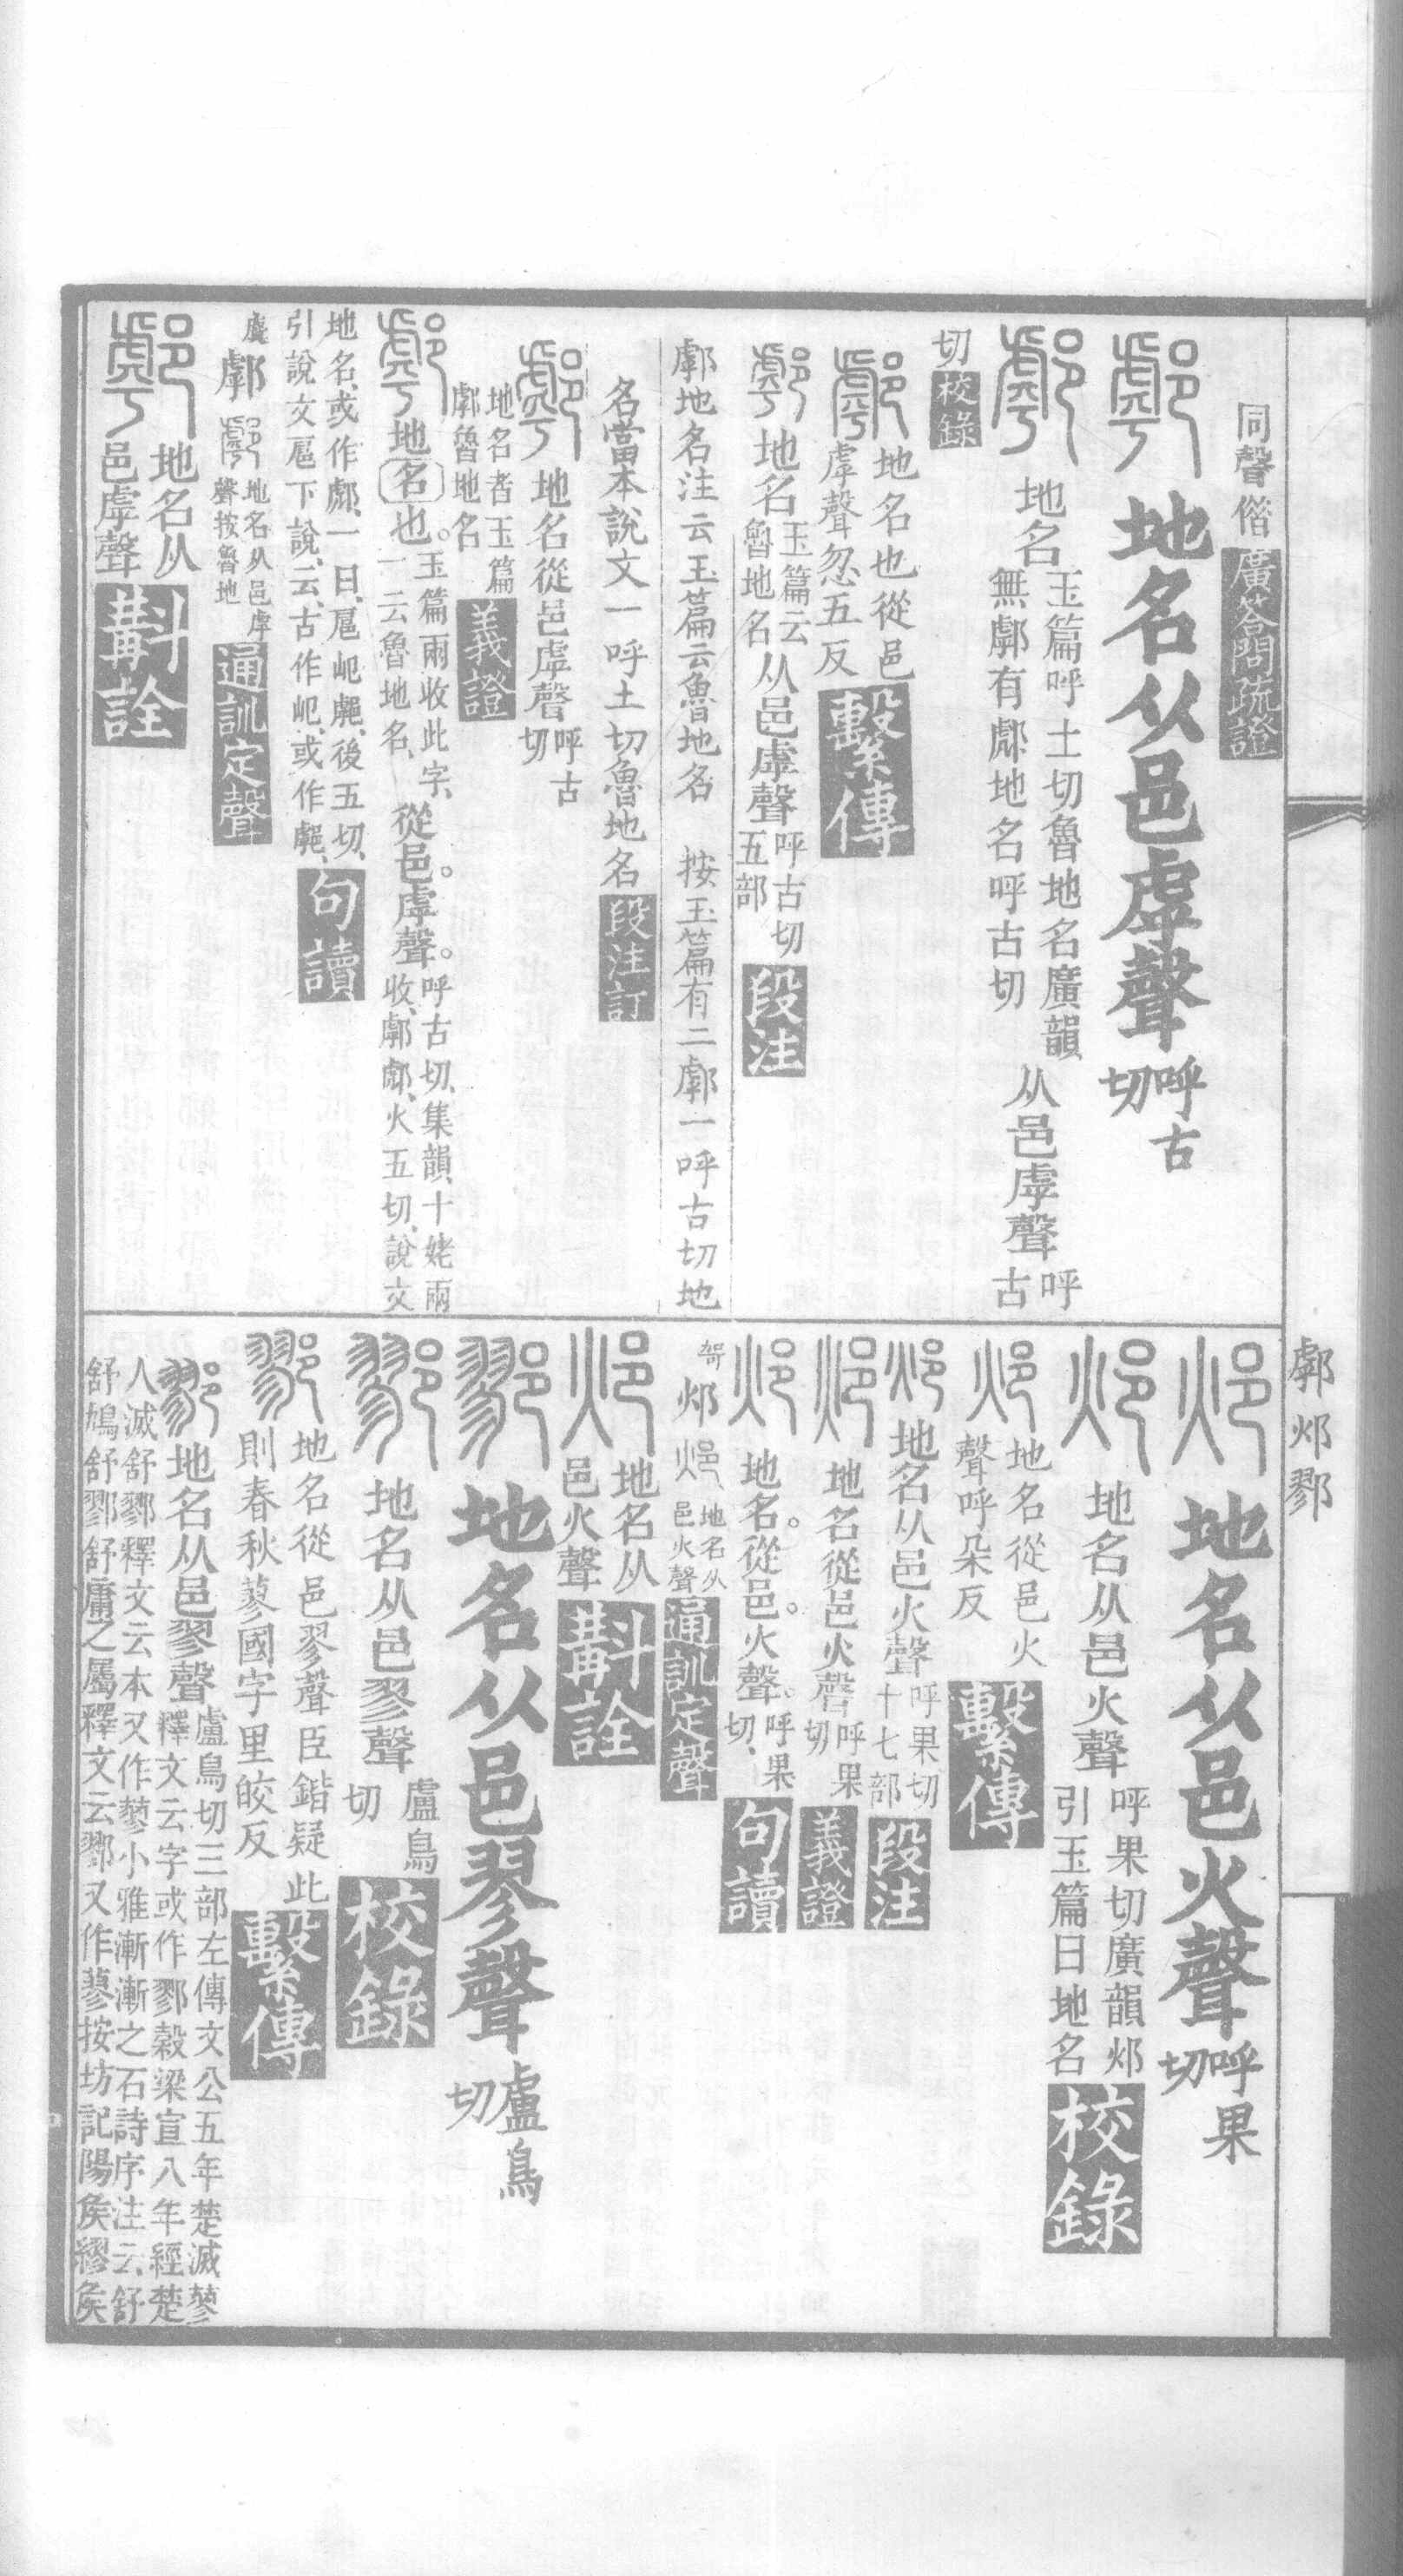 同聲偕廣答問疏證
地名从邑虖聲呼古切
地名玉篇呼土切魯地名廣韻
無鄠有𨝘地名呼古切从邑虖聲呼古
切校錄
地名也從邑
虖聲忽五反繫傳
地名玉篇云
魯地名从邑虖聲呼古切
五部段注
地名注云玉篇云魯地名 按玉篇有二一呼古切地
名當本說文一呼土切魯地名段注訂
地名從邑虖聲呼古切
地名者玉篇
魯地名義證
地名也。玉篇兩收此字、
一云魯地名、從邑。虖聲。呼古切、集韻、十姥兩
收、火五切、說文
地名、或作一曰、後五切、
引說文扈下說、云、古作或作句讀
地名从邑虖
聲按魯地通訓定聲
地名从
邑虖聲斠詮
邩
地名从邑火聲呼果切
地名从邑火聲呼果切廣韻邩
引玉篇曰地名校錄
地名從邑火
聲呼朵反繫傳
地名从邑火聲呼果切
十七部段注
地名從邑火聲呼果切義證
地名。從邑。火聲。呼果切、句讀
邩地名从
邑火聲通訓定聲
地名从
邑火聲斠詮
地名从邑翏聲盧鳥切
地名从邑翏聲盧鳥
切校錄
地名從邑翏聲臣鍇疑此
則春秋蓼國字里皎反繫傳
地名从邑翏聲盧鳥切三部左傳文公五年楚滅蓼
釋文云字或作鄝穀梁宣八年經楚
人滅舒鄝釋文云本又作蓼小雅漸漸之石詩序注云舒
舒鳩舒鄝舒庸之屬釋文云鄝又作蓼按坊記陽矦繆矦